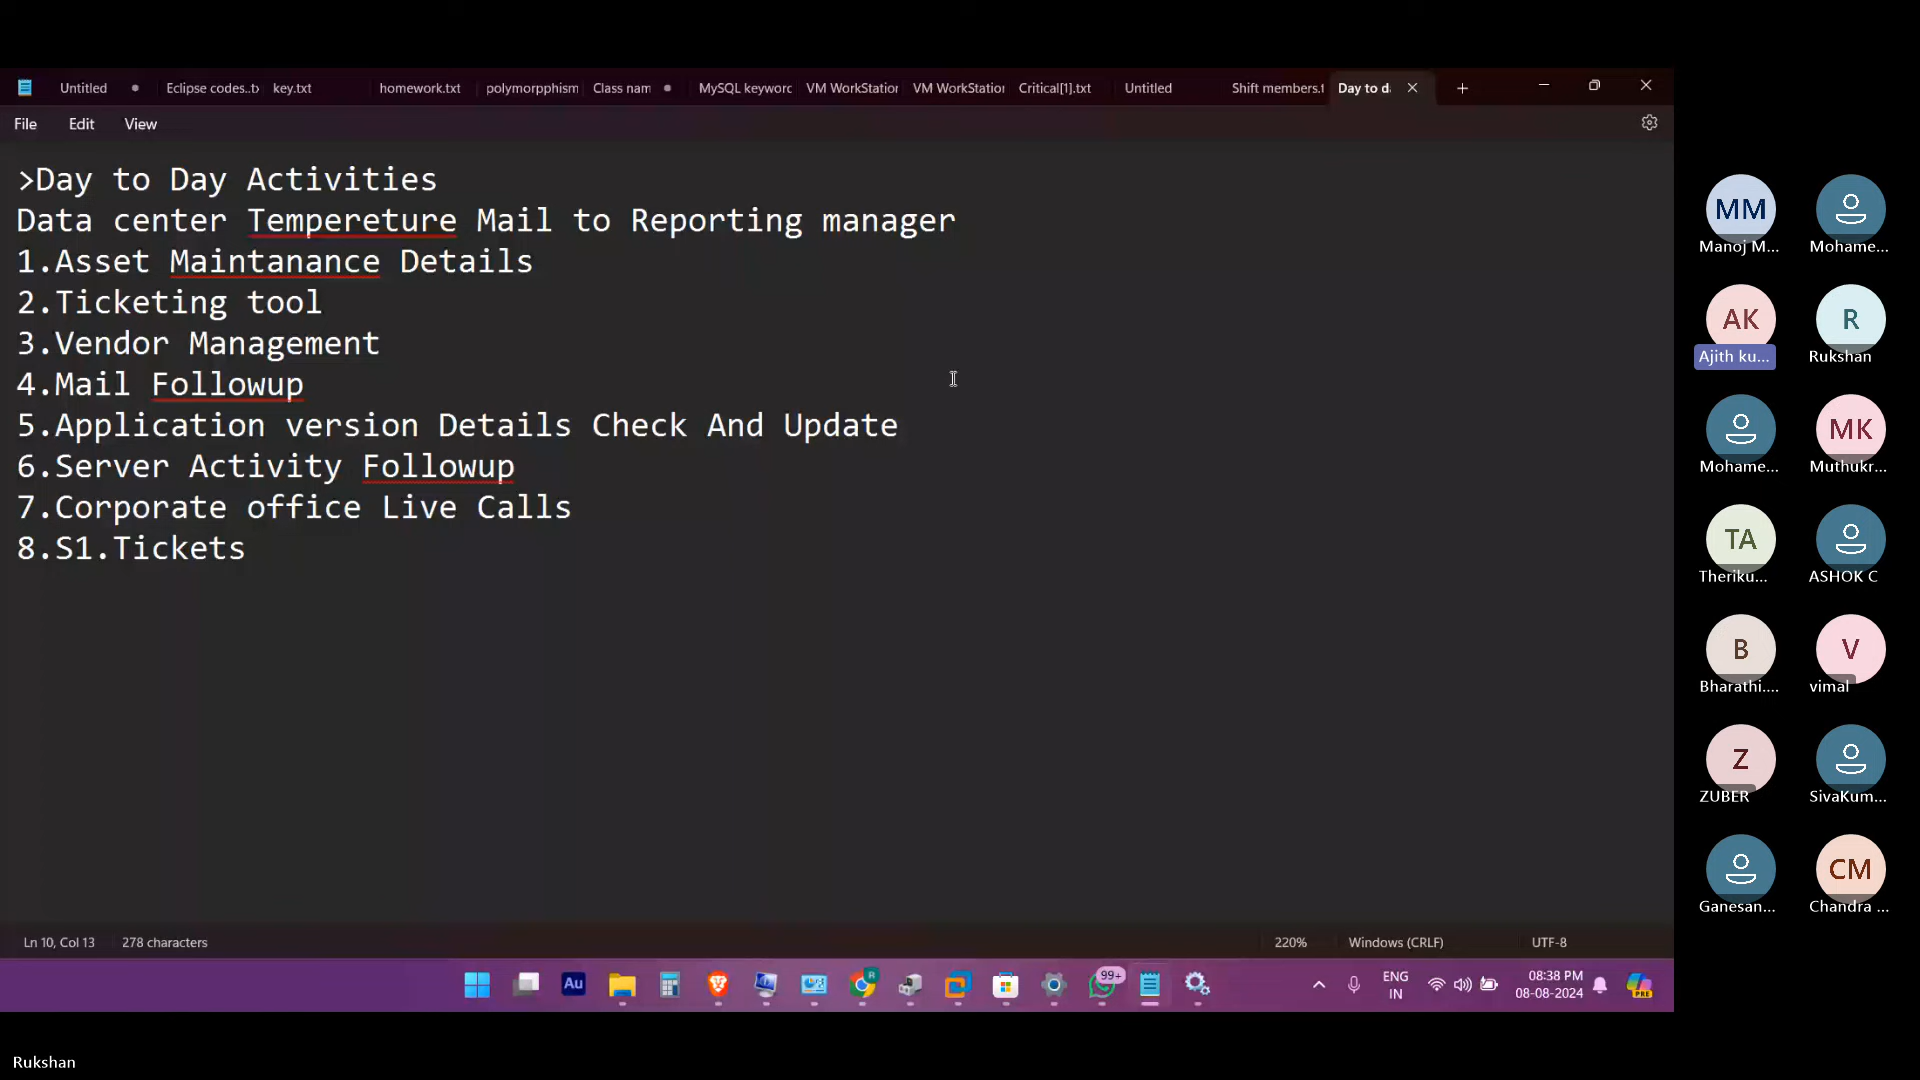 Untitled Eclipse codes..t key.txt homework.txt polymorpphism Class nam MySQL keyworc VM WorkStatior VM WorkStatior Critical[1].txt Untitled Shift members.t Day to d
File Edit View
>Day to Day Activities
Data center Tempereture Mail to Reporting manager
1.Asset Maintanance Details
2.Ticketing tool
3.Vendor Management
4.Mail Followup
5.Application version Details Check And Update
6.Server Activity Followup
7.Corporate office Live Calls
8.S1.Tickets
Ln 10, Col 13 278 characters 220% Windows (CRLF) UTF-8
Au R 99+ ENG 08:38 PM
IN 08-08-2024 PRE
MM
Manoj M... Mohame...
AK R
Ajith ku... Rukshan
MK
Mohame... Muthukr...
TA
Theriku... ASHOK C
B V
Bharathi.... vimal
Z
ZUBER SivaKum...
CM
Ganesan... Chandra ...
Rukshan